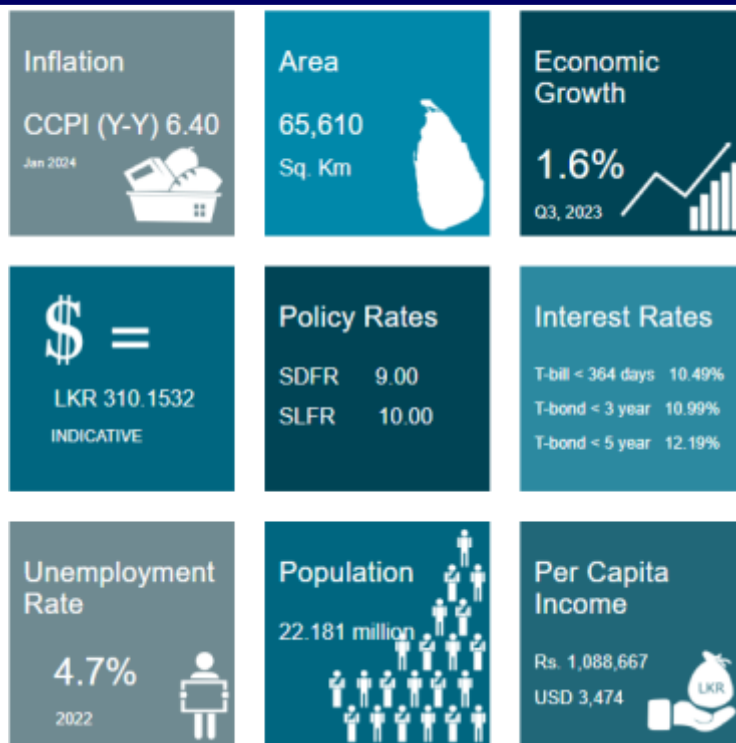 Inflation
CCPI (Y-Y) 6.40
Jan 2024
Area
65,610
Sq. Km
Economic
Growth
1.6%
Q3, 2023
$ =
LKR 310.1532
INDICATIVE
Policy Rates
SDFR 9.00
SLFR 10.00
Interest Rates
T-bill < 364 days 10.49%
T-bond < 3 year 10.99%
T-bond < 5 year 12.19%
Unemployment
Rate
4.7%
2022
Population
22.181 million
Per Capita
Income
Rs. 1,088,667
USD 3,474
LKR